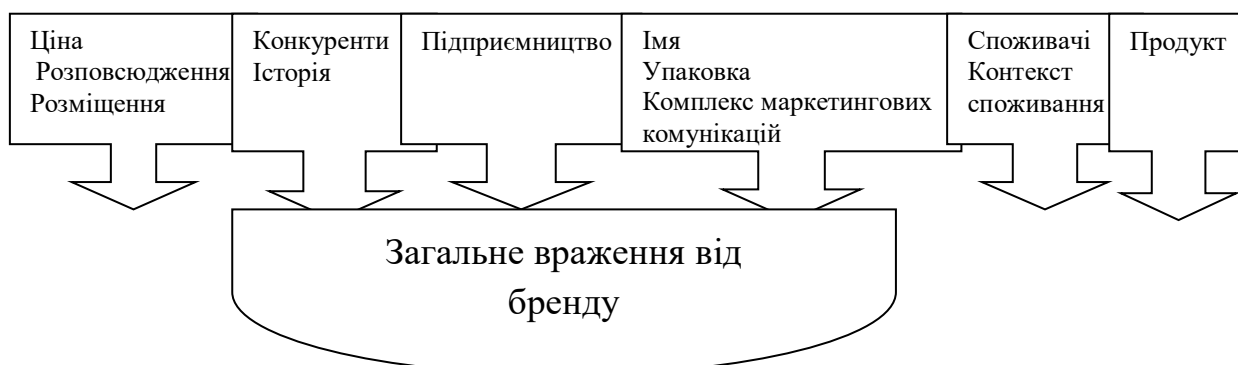 Ціна
Розповсюдження
Розміщення
Конкуренти
Історія
Підприємництво
Імя
Упаковка
Комплекс маркетингових
комунікацій
Споживачі
Контекст
споживання
Продукт
Загальне враження від
бренду